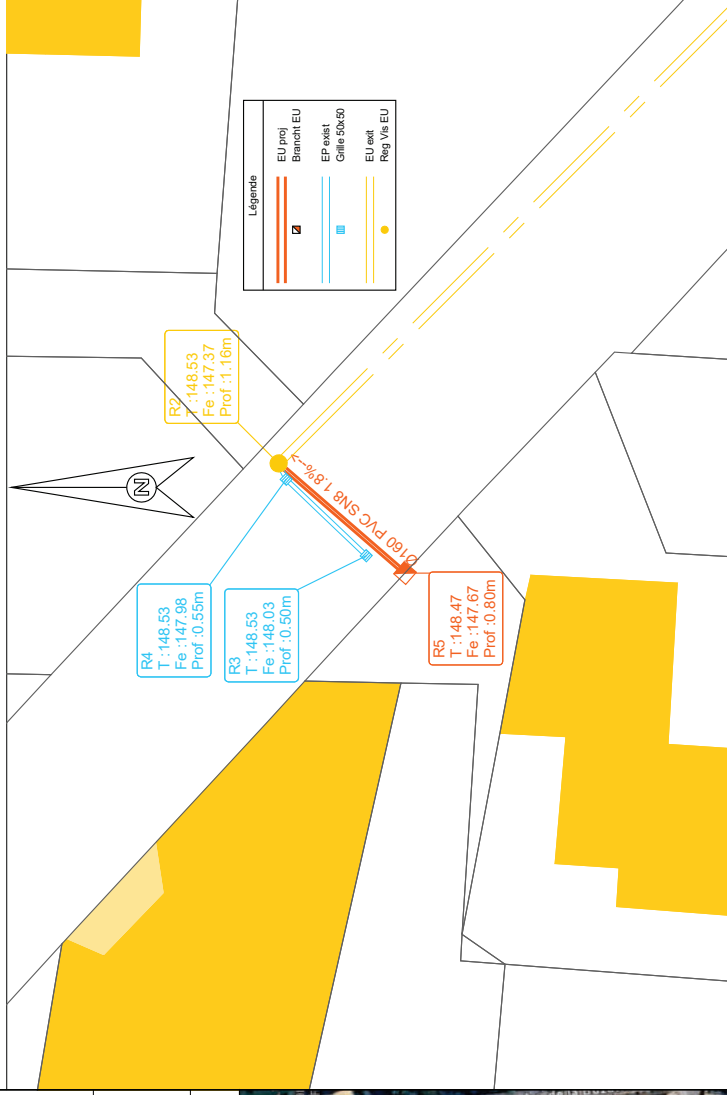 Légende
EU proj
Brancht EU
EP exist
Grille 50x50
EU exit
Reg Vis EU
R2
T :148.53
Fe :147.37
Prof :1.16m
N
R4
T :148.53
Fe :147.98
Prof :0.55m
R3
T :148.53
Fe :148.03
Prof :0.50m
Ø160 PVC SN8 1.8%-->
R5
T :148.47
Fe :147.67
Prof :0.80m